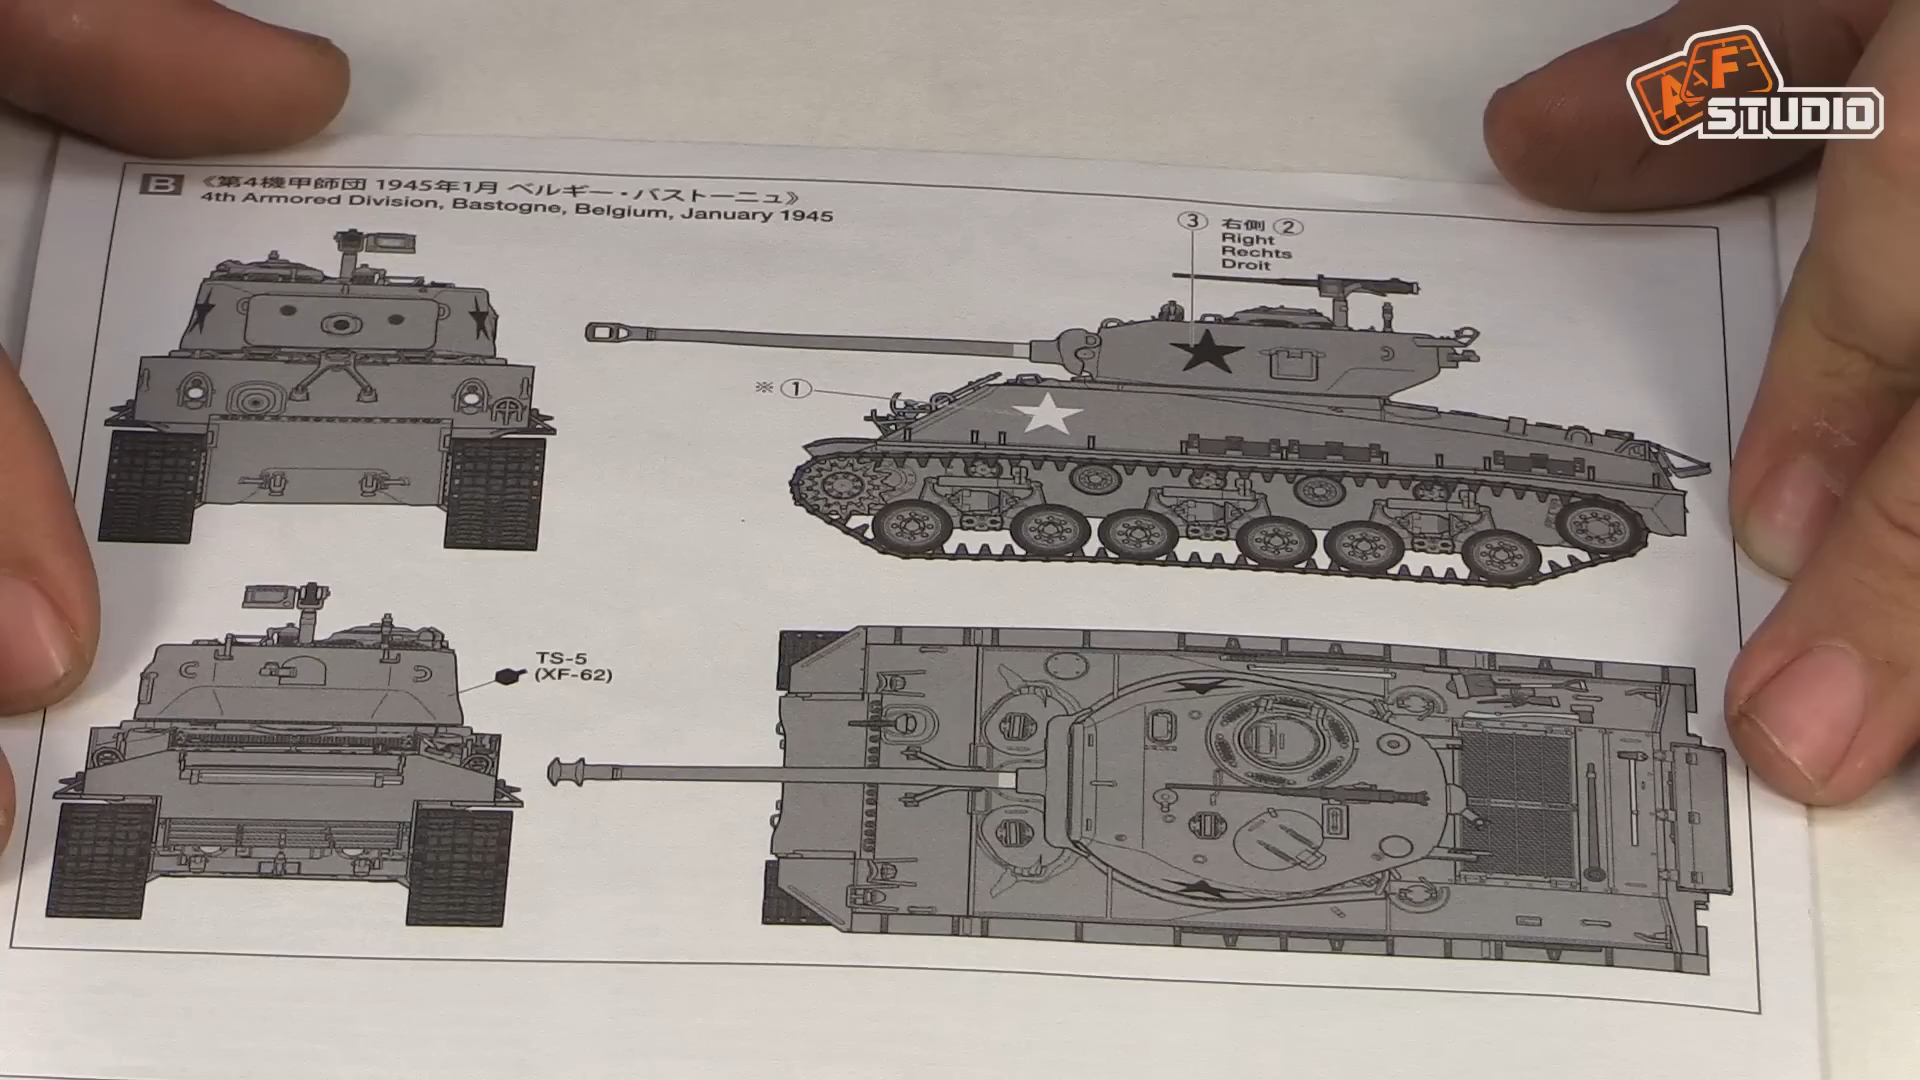 AF
STUDIO
B 《第4機甲師団 1945年1月 ベルギー・バストーニュ》
4th Armored Division, Bastogne, Belgium, January 1945
③ 右側 ②
Right
Rechts
Droit
※ ①
TS-5
(XF-62)